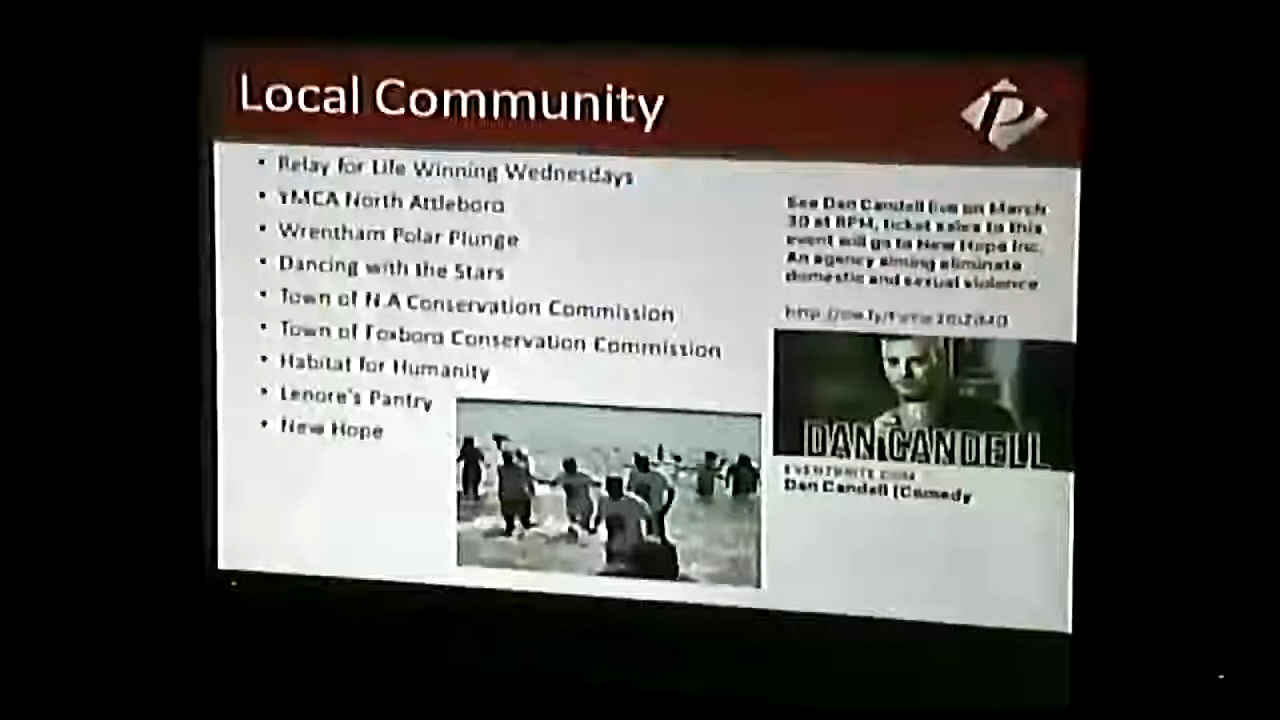 Local Community
P
• Relay for Life Winning Wednesdays
• YMCA North Attleboro
• Wrentham Polar Plunge
• Dancing with the Stars
• Town of N.A Conservation Commission
• Town of Foxboro Conservation Commission
• Habitat for Humanity
• Lenore's Pantry
• New Hope
See Dan Candell live on March
30 at 8PM, ticket sales to this
event will go to New Hope Inc.
An agency aiming eliminate
domestic and sexual violence
DAN CANDELL
EVENTBRITE.COM
Dan Candell (Comedy